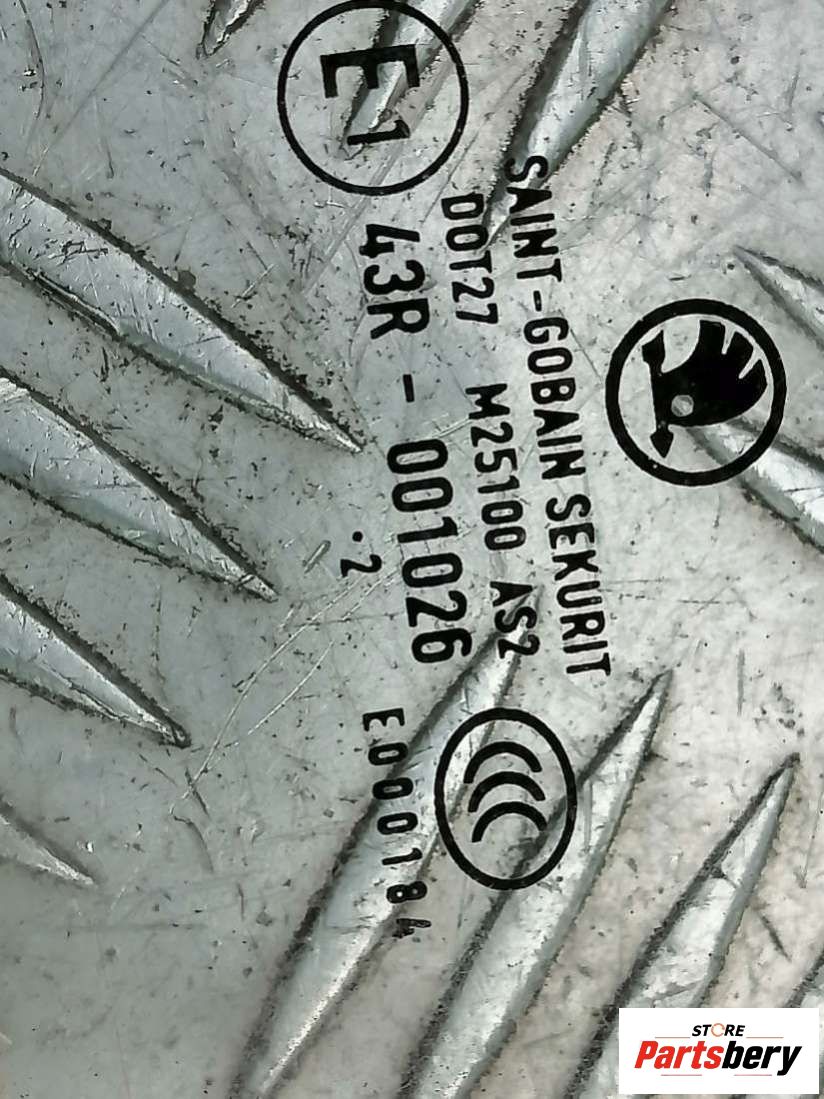 SAINT-GOBAIN SEKURIT
DOT27 M25100 AS2
E1
43R - 001026
.2
E000184
STORE
Partsbery